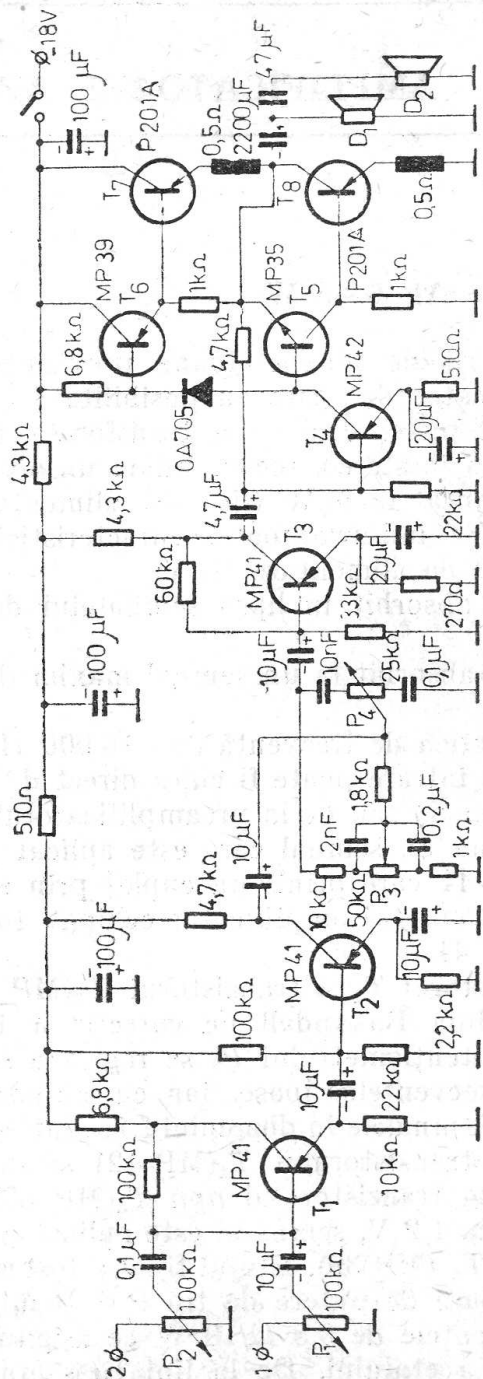 -18V
100 μF
4,3kΩ
510Ω
100μF
100μF
6,8kΩ
4,7kΩ
4,3kΩ
6,8kΩ
MP39
P201A
T7
T6
0,5Ω
2200μF
4,7μF
1kΩ
4,7kΩ
OA705
MP35
T5
T8
P201A
D1
D2
0,5Ω
1kΩ
MP42
T4
510Ω
20μF
22kΩ
4,7μF
60kΩ
MP41
T3
10μF
10nF
33kΩ
20μF
270Ω
P4
25kΩ
0,1μF
1,8kΩ
10μF
10kΩ
2nF
50kΩ
P3
0,2μF
1kΩ
MP41
T2
10μF
2,2kΩ
100kΩ
10μF
22kΩ
MP41
T1
10kΩ
100kΩ
0,1μF
2
P2
100kΩ
10μF
1
P1
100kΩ